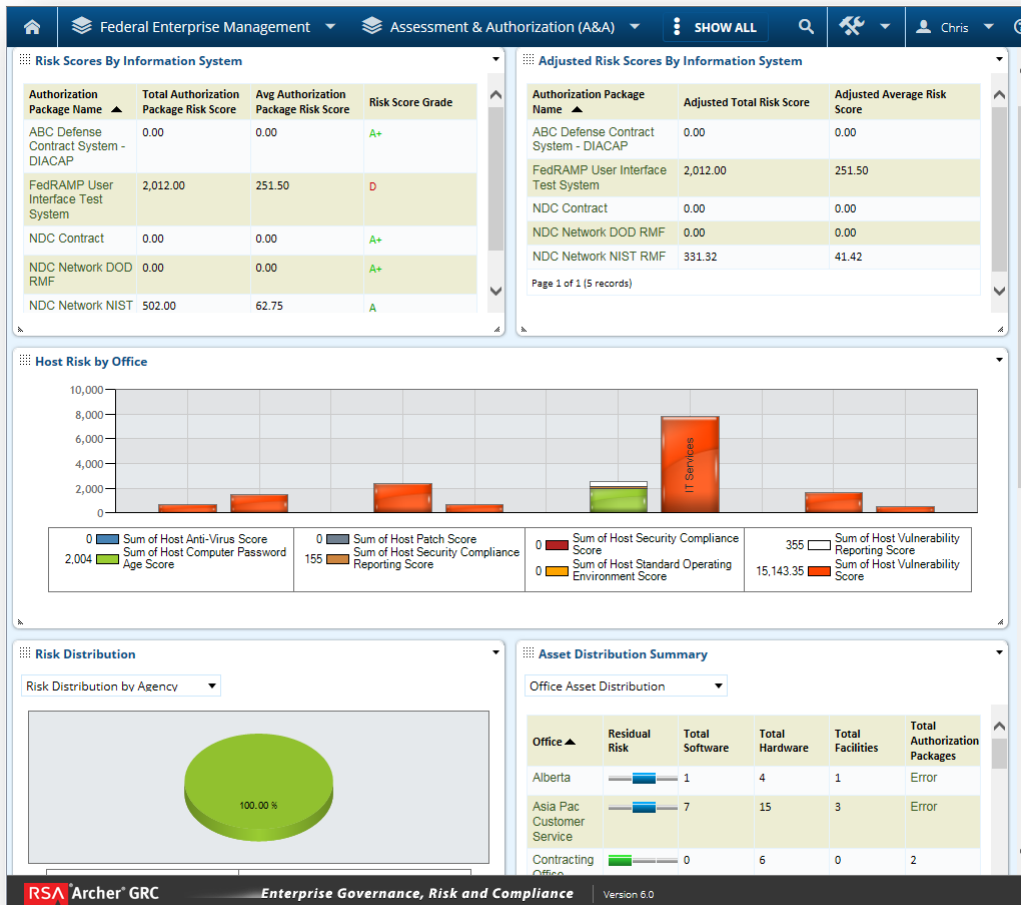 Federal Enterprise Management
Assessment & Authorization (A&A)
SHOW ALL
Chris
Risk Scores By Information System
Authorization Package Name
Total Authorization Package Risk Score
Avg Authorization Package Risk Score
Risk Score Grade
ABC Defense Contract System - DIACAP
0.00
0.00
A+
FedRAMP User Interface Test System
2,012.00
251.50
D
NDC Contract
0.00
0.00
A+
NDC Network DOD RMF
0.00
0.00
A+
NDC Network NIST
502.00
62.75
A
Adjusted Risk Scores By Information System
Authorization Package Name
Adjusted Total Risk Score
Adjusted Average Risk Score
ABC Defense Contract System - DIACAP
0.00
0.00
FedRAMP User Interface Test System
2,012.00
251.50
NDC Contract
0.00
0.00
NDC Network DOD RMF
0.00
0.00
NDC Network NIST RMF
331.32
41.42
Page 1 of 1 (5 records)
Host Risk by Office
10,000
8,000
6,000
4,000
2,000
0
IT Services
0 Sum of Host Anti-Virus Score
2,004 Sum of Host Computer Password Age Score
0 Sum of Host Patch Score
155 Sum of Host Security Compliance Reporting Score
0 Sum of Host Security Compliance Score
0 Sum of Host Standard Operating Environment Score
355 Sum of Host Vulnerability Reporting Score
15,143.35 Sum of Host Vulnerability Score
Risk Distribution
Risk Distribution by Agency
100.00 %
Asset Distribution Summary
Office Asset Distribution
Office
Residual Risk
Total Software
Total Hardware
Total Facilities
Total Authorization Packages
Alberta
1
4
1
Error
Asia Pac Customer Service
7
15
3
Error
Contracting Office
0
6
0
2
RSA Archer® GRC
Enterprise Governance, Risk and Compliance
Version 6.0